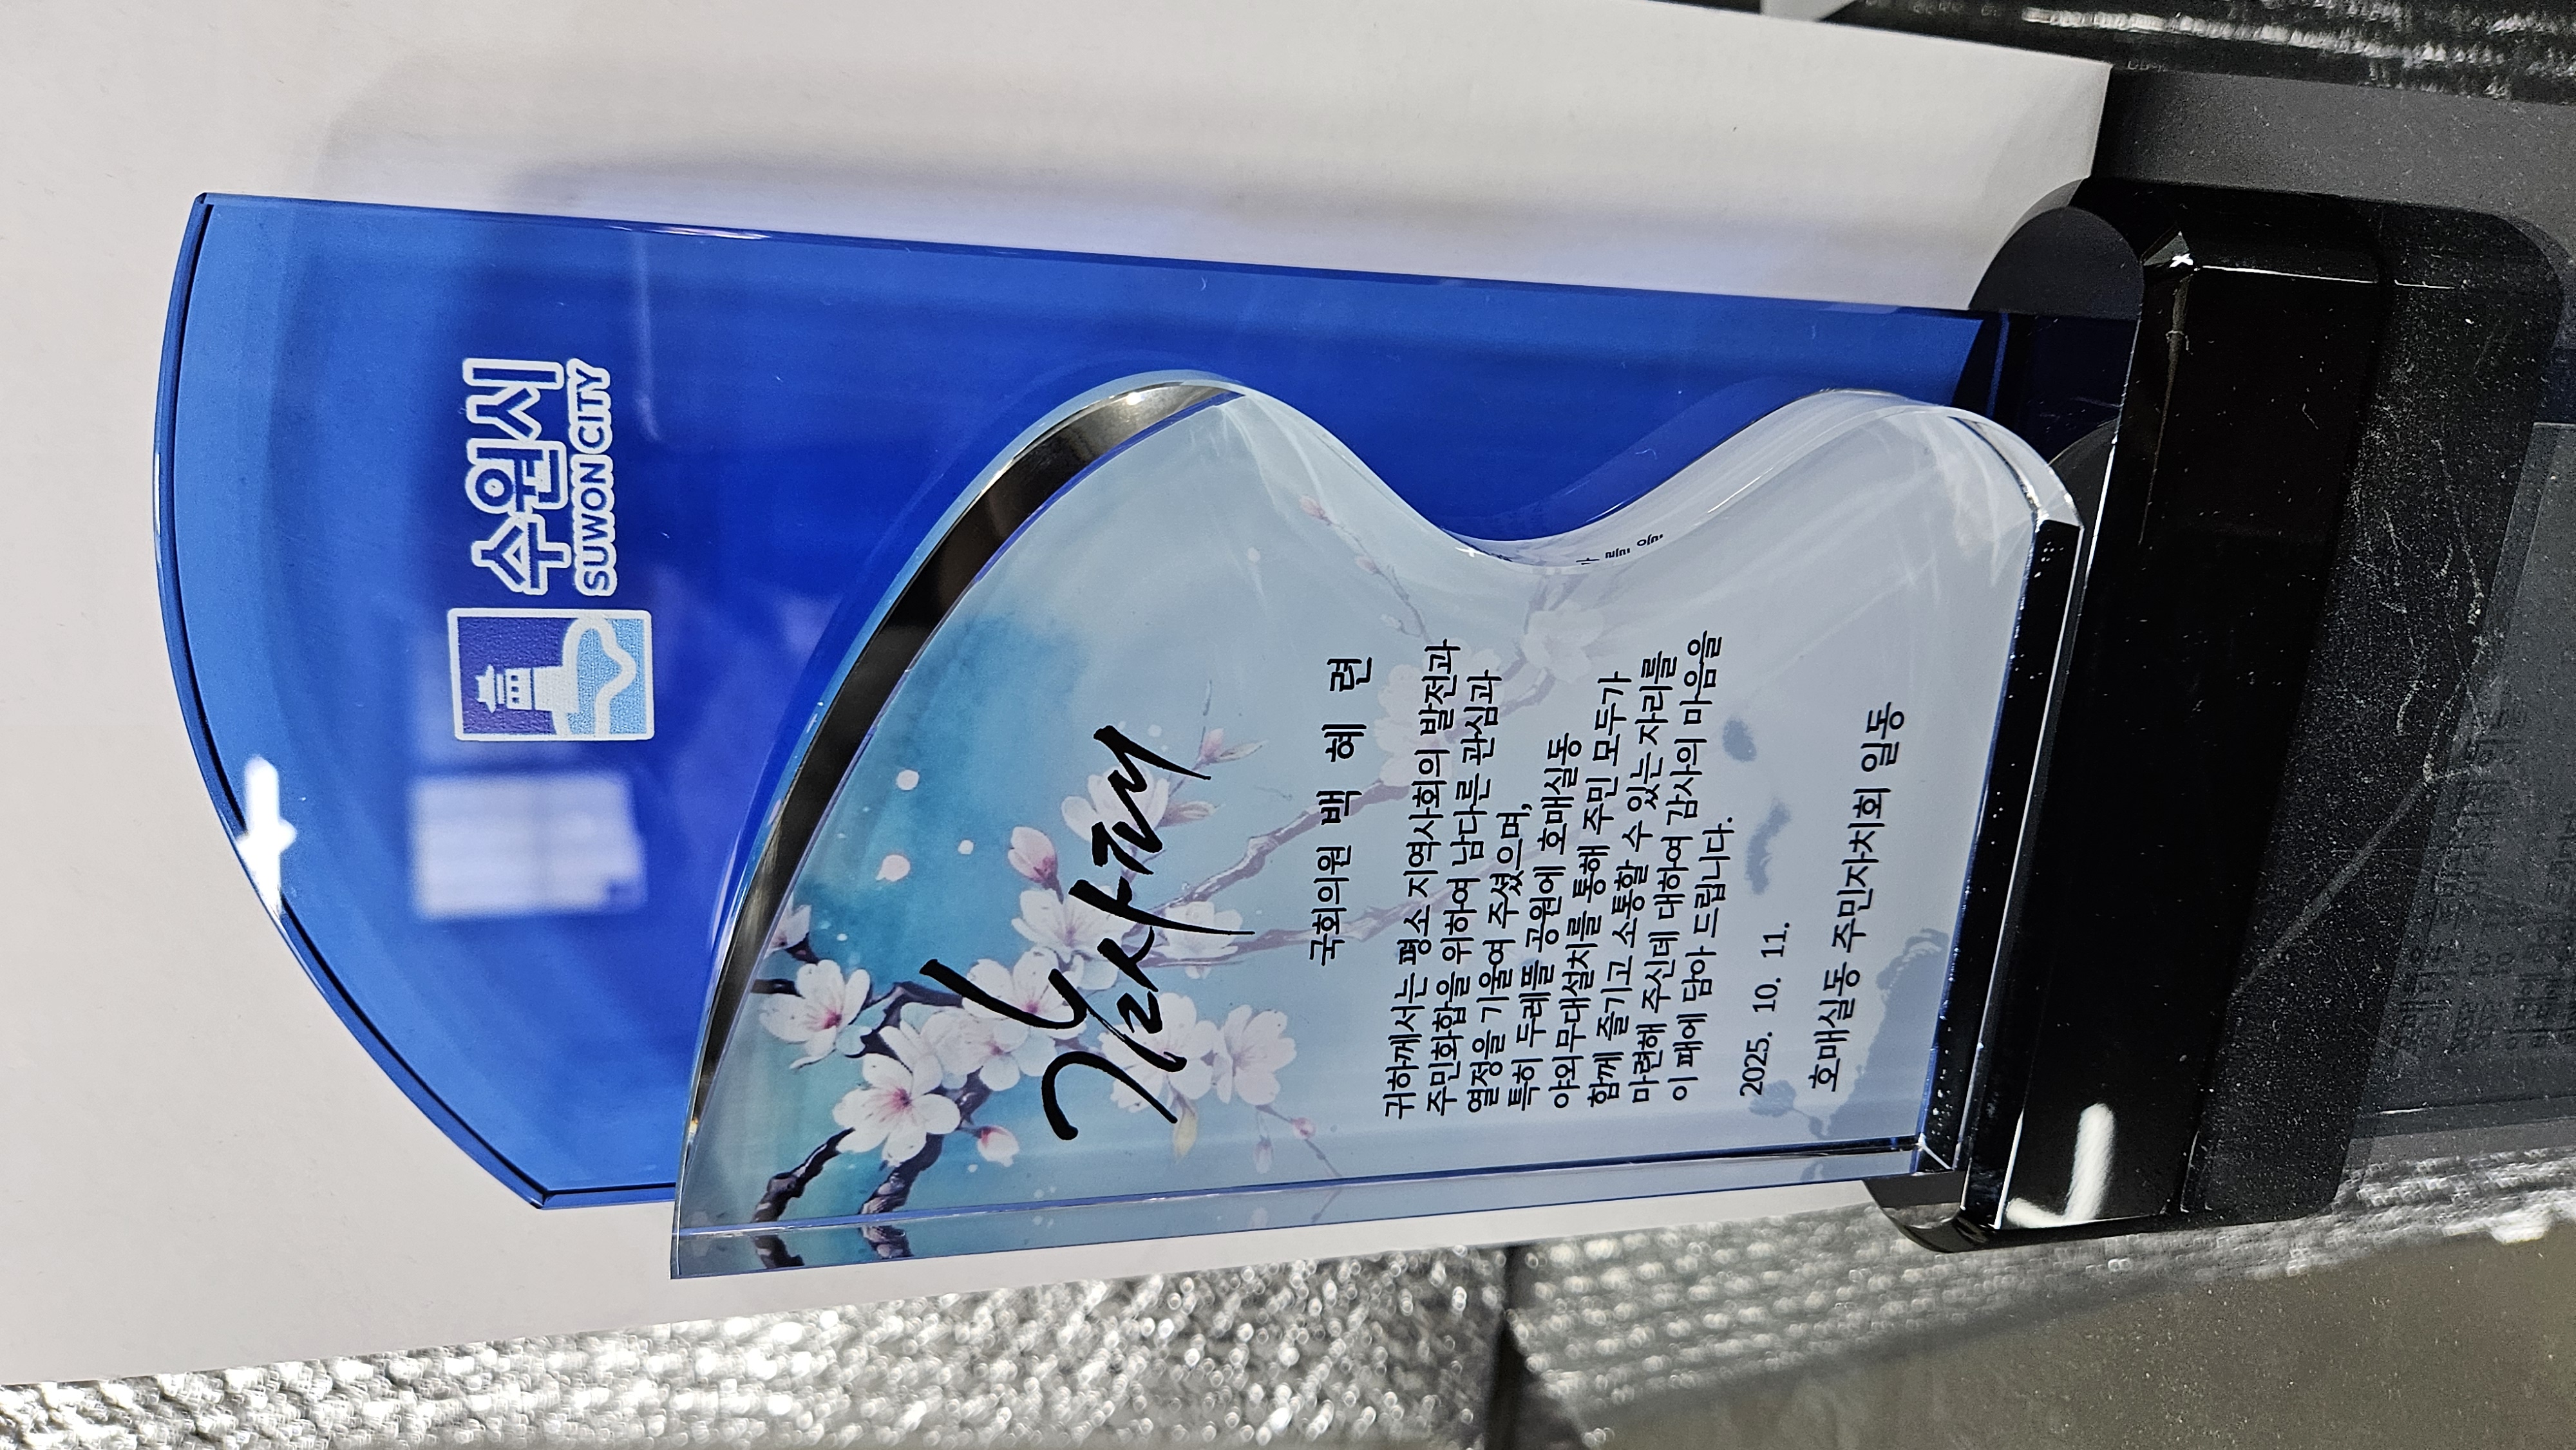 수원시
SUWON CITY
감사패
국회의원 백 혜 련
귀하께서는 평소 지역사회의 발전과
주민화합을 위하여 남다른 관심과
열정을 기울여 주셨으며,
특히 두레뜰 공원에 호매실동
야외무대설치를 통해 주민 모두가
함께 즐기고 소통할 수 있는 자리를
마련해 주신데 대하여 감사의 마음을
이 패에 담아 드립니다.
2025. 10. 11.
호매실동 주민자치회 일동